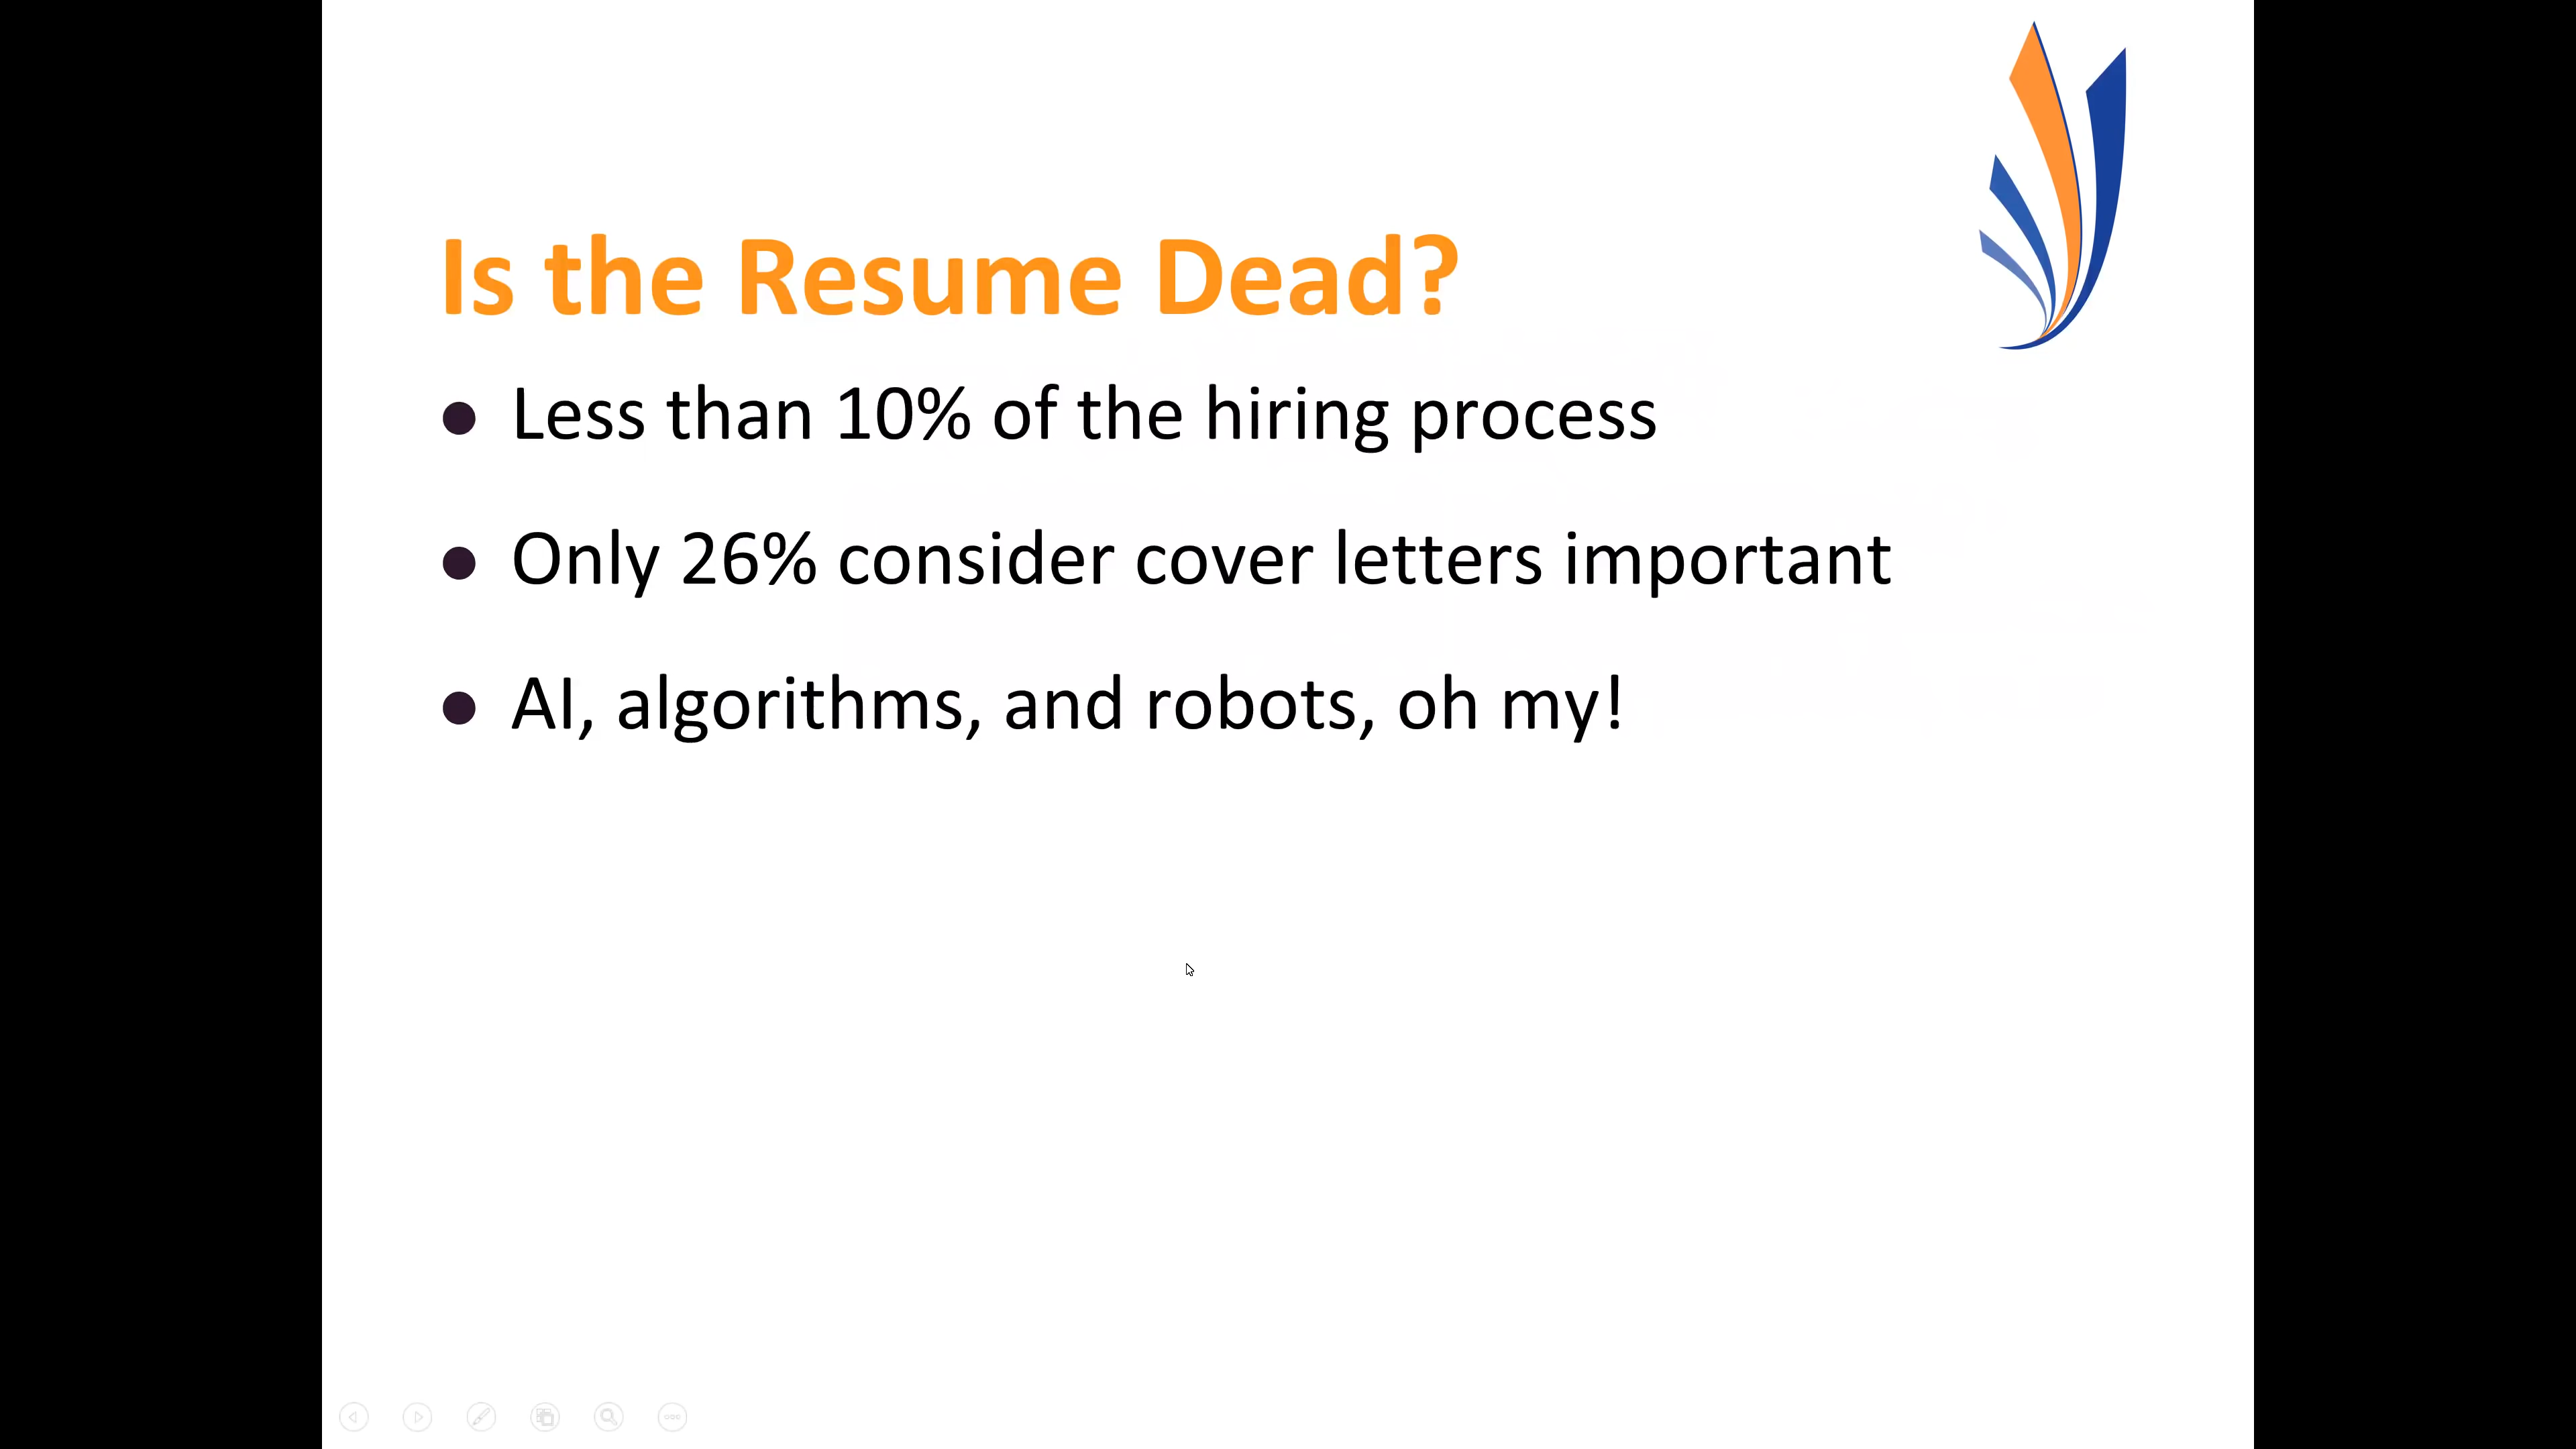 Is the Resume Dead?
Less than 10% of the hiring process
Only 26% consider cover letters important
AI, algorithms, and robots, oh my!